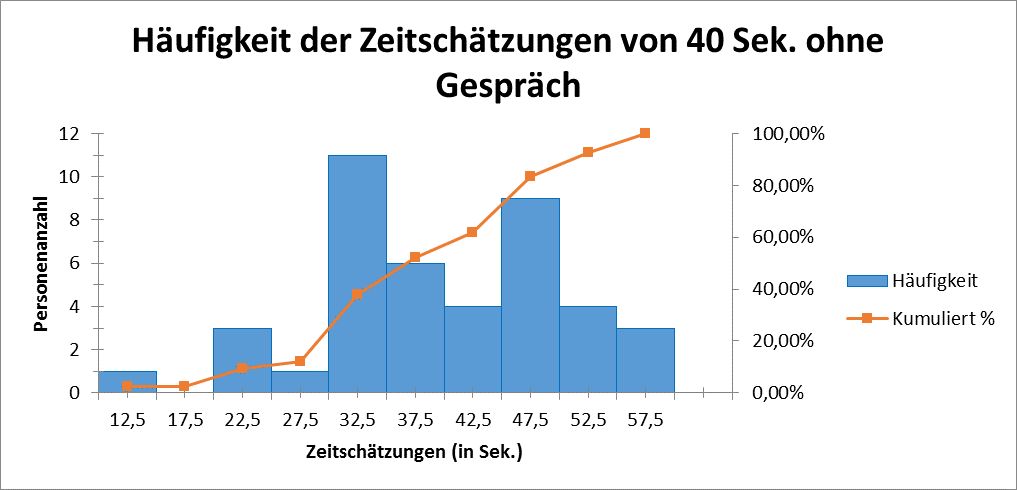 Häufigkeit der Zeitschätzungen von 40 Sek. ohne
Gespräch
Personenanzahl
12
10
8
6
4
2
0
100,00%
80,00%
60,00%
40,00%
20,00%
0,00%
12,5 17,5 22,5 27,5 32,5 37,5 42,5 47,5 52,5 57,5
Zeitschätzungen (in Sek.)
Häufigkeit
Kumuliert %